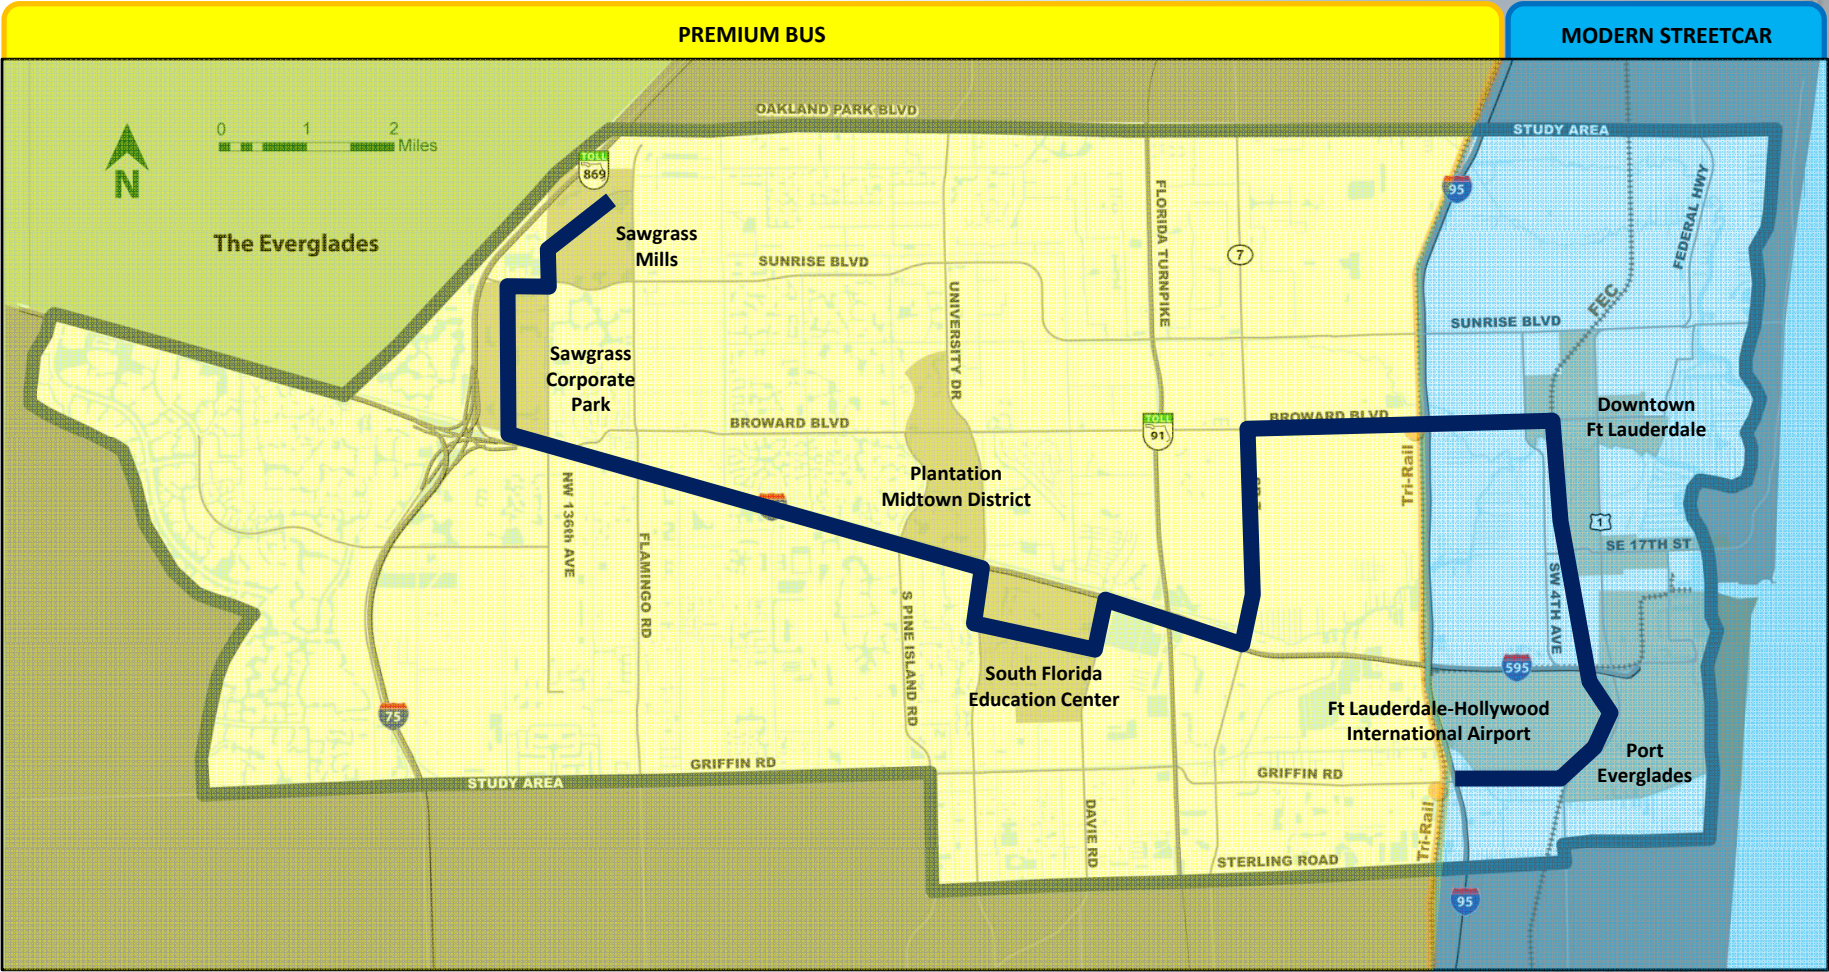 PREMIUM BUS
MODERN STREETCAR
OAKLAND PARK BLVD
STUDY AREA
0 1 2
Miles
N
TOLL
869
95
FLORIDA TURNPIKE
FEDERAL HWY
The Everglades
Sawgrass
Mills
SUNRISE BLVD
7
UNIVERSITY DR
FEC
SUNRISE BLVD
Sawgrass
Corporate
Park
BROWARD BLVD
TOLL
91
BROWARD BLVD
Downtown
Ft Lauderdale
Tri-Rail
Plantation
Midtown District
NW 136th AVE
FLAMINGO RD
S PINE ISLAND RD
1
SE 17TH ST
SW 4TH AVE
595
South Florida
Education Center
75
Ft Lauderdale-Hollywood
International Airport
Port
Everglades
GRIFFIN RD
STUDY AREA
GRIFFIN RD
DAVIE RD
Tri-Rail
STERLING ROAD
95